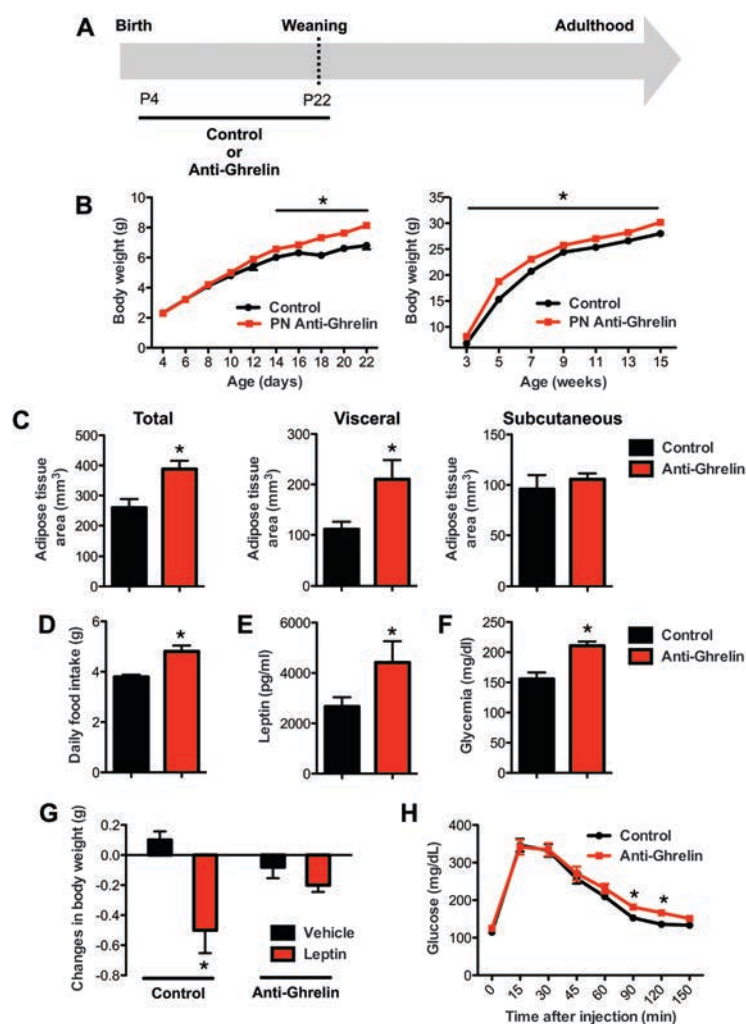 A
Birth Weaning Adulthood
P4 P22
Control
or
Anti-Ghrelin
B
Body weight (g)
10
8
6
4
2
0
*
Control
PN Anti-Ghrelin
4 6 8 10 12 14 16 18 20 22
Age (days)
Body weight (g)
35
30
25
20
15
10
*
Control
PN Anti-Ghrelin
3 5 7 9 11 13 15
Age (weeks)
C
Total
Adipose tissue
area (mm³)
500
400
300
200
100
0
*
Visceral
Adipose tissue
area (mm³)
300
200
100
0
*
Subcutaneous
Adipose tissue
area (mm³)
150
100
50
0
Control
Anti-Ghrelin
D
Daily food intake (g)
6
4
2
0
*
E
Leptin (pg/ml)
6000
4000
2000
0
*
F
Glycemia (mg/dl)
250
200
150
100
50
0
*
Control
Anti-Ghrelin
G
Changes in body weight (g)
0.2
0.0
-0.2
-0.4
-0.6
-0.8
*
Vehicle
Leptin
Control Anti-Ghrelin
H
Glucose (mg/dL)
400
300
200
100
0
* *
Control
Anti-Ghrelin
0 15 30 45 60 90 120 150
Time after injection (min)